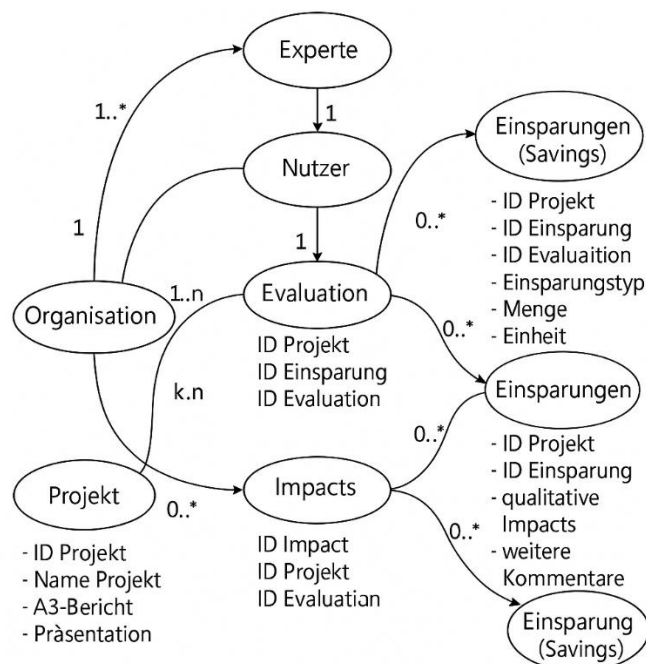 Experte
1..*
1
Einsparungen
(Savings)
- ID Projekt
- ID Einsparung
- ID Evaluaition
- Einsparungstyp
- Menge
- Einheit
Nutzer
1
1
0..*
Organisation
1..n
Evaluation
ID Projekt
ID Einsparung
ID Evaluation
0..*
Einsparungen
- ID Projekt
- ID Einsparung
- qualitative
Impacts
- weitere
Kommentare
k.n
0..*
Projekt
- ID Projekt
- Name Projekt
- A3-Bericht
- Pràsentation
0..*
Impacts
ID Impact
ID Projekt
ID Evaluation
0..*
Einsparung
(Savings)